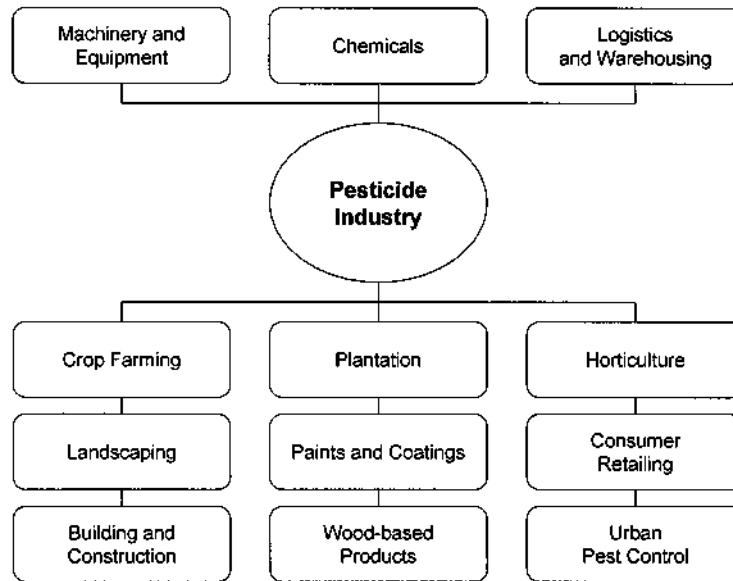 Machinery and
Equipment
Chemicals
Logistics
and Warehousing
Pesticide
Industry
Crop Farming
Plantation
Horticulture
Landscaping
Paints and Coatings
Consumer
Retailing
Building and
Construction
Wood-based
Products
Urban
Pest Control